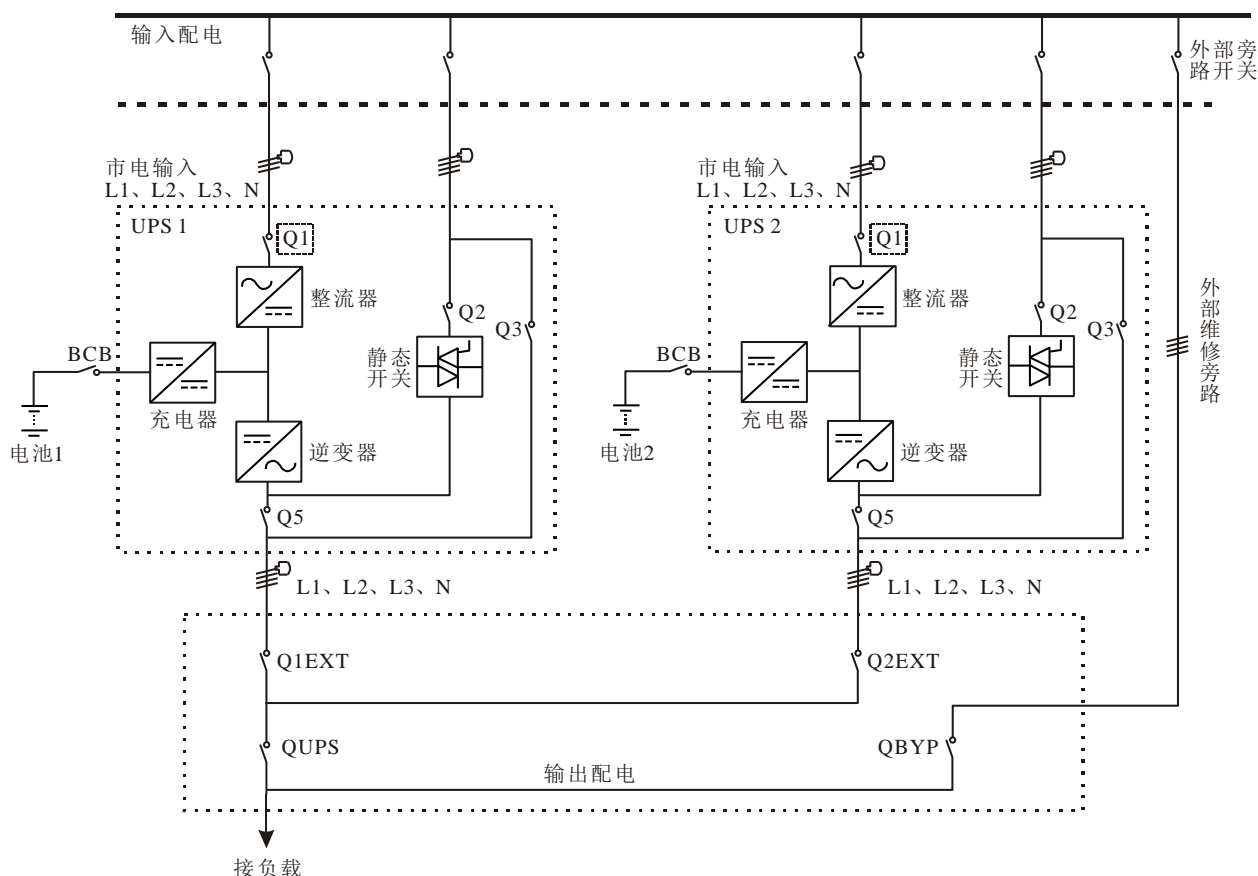 输入配电
外部旁
路开关
市电输入
L1、L2、L3、N
市电输入
L1、L2、L3、N
UPS 1
Q1
整流器
Q2
Q3
BCB
静态
开关
充电器
电池1
逆变器
Q5
UPS 2
Q1
整流器
Q2
Q3
BCB
静态
开关
充电器
电池2
逆变器
Q5
外部维修旁路
L1、L2、L3、N
L1、L2、L3、N
Q1EXT
Q2EXT
QUPS
QBYP
输出配电
接负载